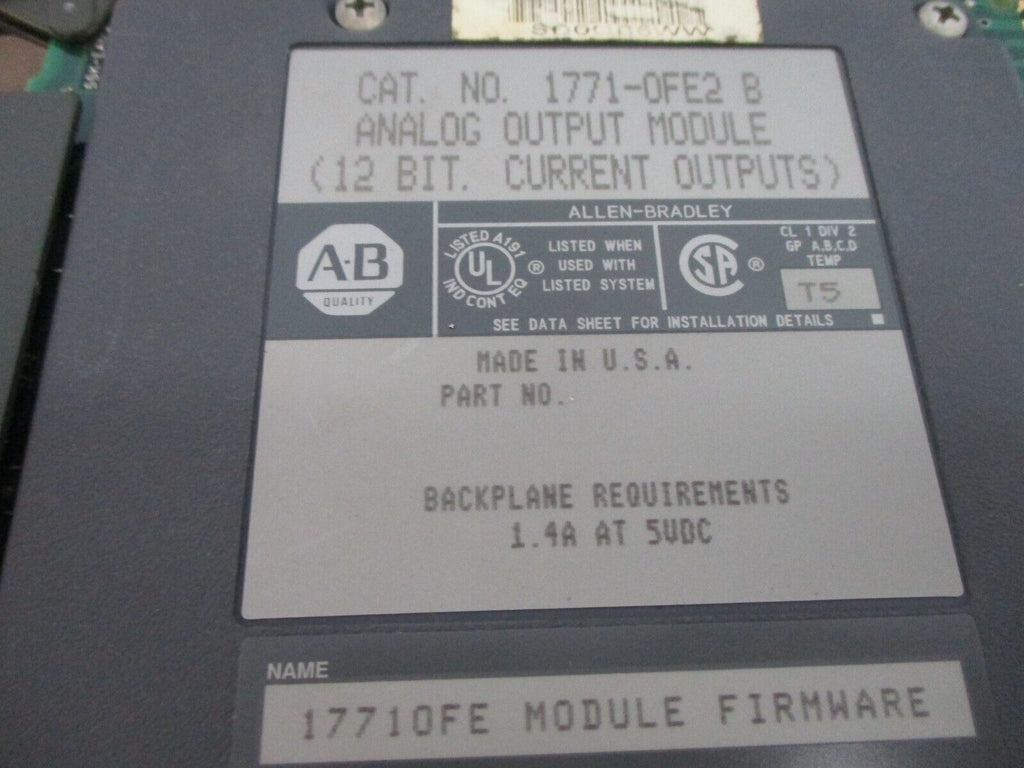 CAT. NO. 1771-OFE2 B
ANALOG OUTPUT MODULE
(12 BIT. CURRENT OUTPUTS)
ALLEN-BRADLEY
A-B
QUALITY
LISTED A191
UL
IND CONT EQ
®
LISTED WHEN
USED WITH
LISTED SYSTEM
SA
®
CL 1 DIV 2
GP A,B,C,D
TEMP
T5
SEE DATA SHEET FOR INSTALLATION DETAILS
MADE IN U.S.A.
PART NO.
BACKPLANE REQUIREMENTS
1.4A AT 5VDC
NAME
1771OFE MODULE FIRMWARE